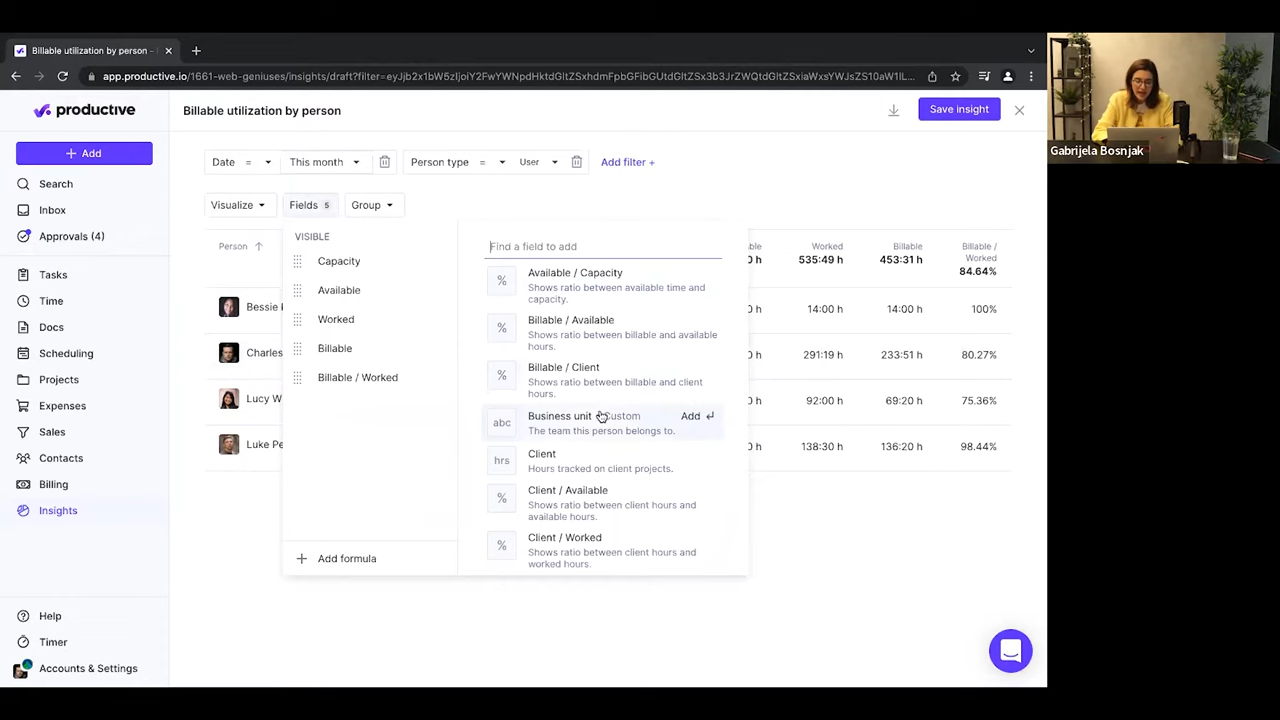 Billable utilization by person -
app.productive.io/1661-web-geniuses/insights/draft?filter=
productive
Billable utilization by person
Save insight
Add
Date = This month
Person type = User
Add filter +
Search
Inbox
Approvals (4)
Tasks
Time
Docs
Scheduling
Projects
Expenses
Sales
Contacts
Billing
Insights
Help
Timer
Accounts & Settings
Visualize
Fields 5
Group
Person
VISIBLE
Capacity
Available
Worked
Billable
Billable / Worked
Add formula
Find a field to add
% Available / Capacity
Shows ratio between available time and
capacity.
% Billable / Available
Shows ratio between billable and available
hours.
% Billable / Client
Shows ratio between billable and client
hours.
abc Business unit Custom Add
The team this person belongs to.
hrs Client
Hours tracked on client projects.
% Client / Available
Shows ratio between client hours and
available hours.
% Client / Worked
Shows ratio between client hours and
worked hours.
Worked
535:49 h
Billable
453:31 h
Billable /
Worked
84.64%
Bessie 14:00 h 14:00 h 100%
Charles 291:19 h 233:51 h 80.27%
Lucy W 92:00 h 69:20 h 75.36%
Luke Pe 138:30 h 136:20 h 98.44%
Gabrijela Bosnjak